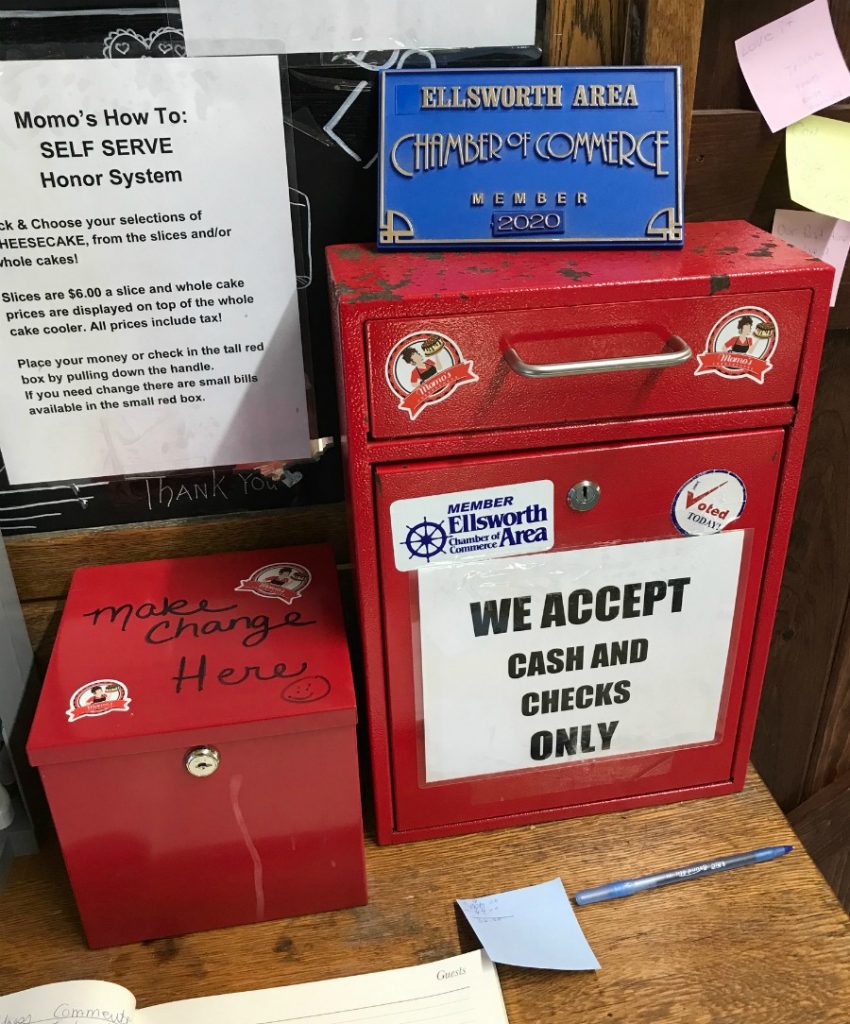 Momo's How To:
SELF SERVE
Honor System
ck & Choose your selections of
HEESECAKE, from the slices and/or
whole cakes!
Slices are $6.00 a slice and whole cake
prices are displayed on top of the whole
cake cooler. All prices include tax!
Place your money or check in the tall red
box by pulling down the handle.
If you need change there are small bills
available in the small red box.
THANK YOU
ELLSWORTH AREA
CHAMBER OF COMMERCE
MEMBER
2020
LOVE IT
Momo's
Momo's
MEMBER
Ellsworth
Chamber of
Commerce Area
Voted
TODAY!
WE ACCEPT
CASH AND
CHECKS
ONLY
make
change
Here
Guests
Comments